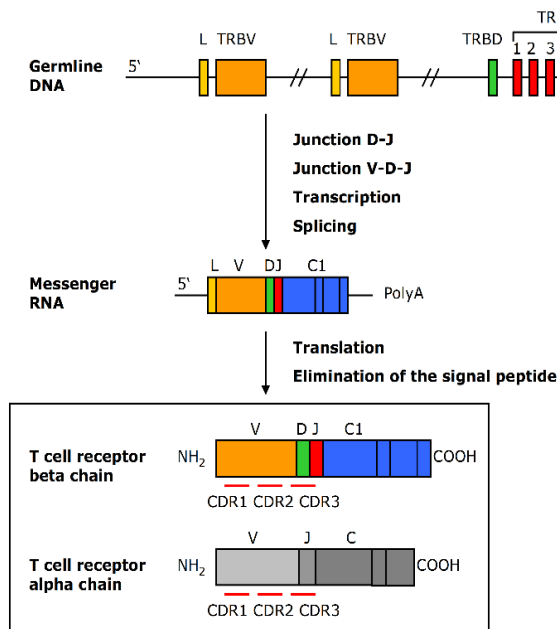 TR
L TRBV L TRBV TRBD 1 2 3
Germline
DNA
5'
Junction D-J
Junction V-D-J
Transcription
Splicing
L V DJ C1
Messenger
RNA
5'
PolyA
Translation
Elimination of the signal peptide
V D J C1
T cell receptor
beta chain
NH2
COOH
CDR1 CDR2 CDR3
V J C
T cell receptor
alpha chain
NH2
COOH
CDR1 CDR2 CDR3